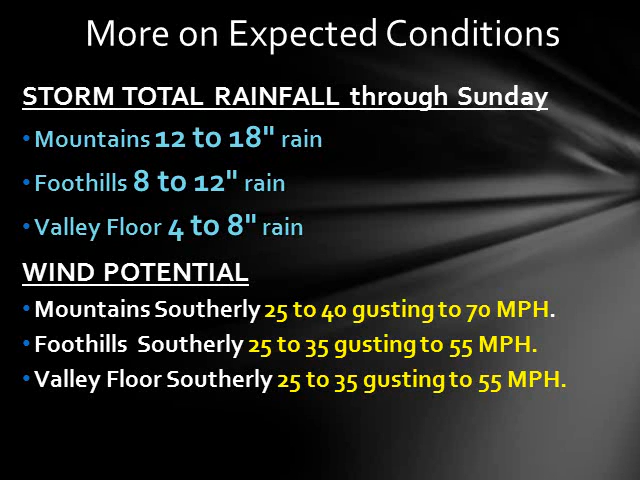 More on Expected Conditions
STORM TOTAL RAINFALL through Sunday
• Mountains 12 to 18" rain
• Foothills 8 to 12" rain
• Valley Floor 4 to 8" rain
WIND POTENTIAL
• Mountains Southerly 25 to 40 gusting to 70 MPH.
• Foothills Southerly 25 to 35 gusting to 55 MPH.
• Valley Floor Southerly 25 to 35 gusting to 55 MPH.